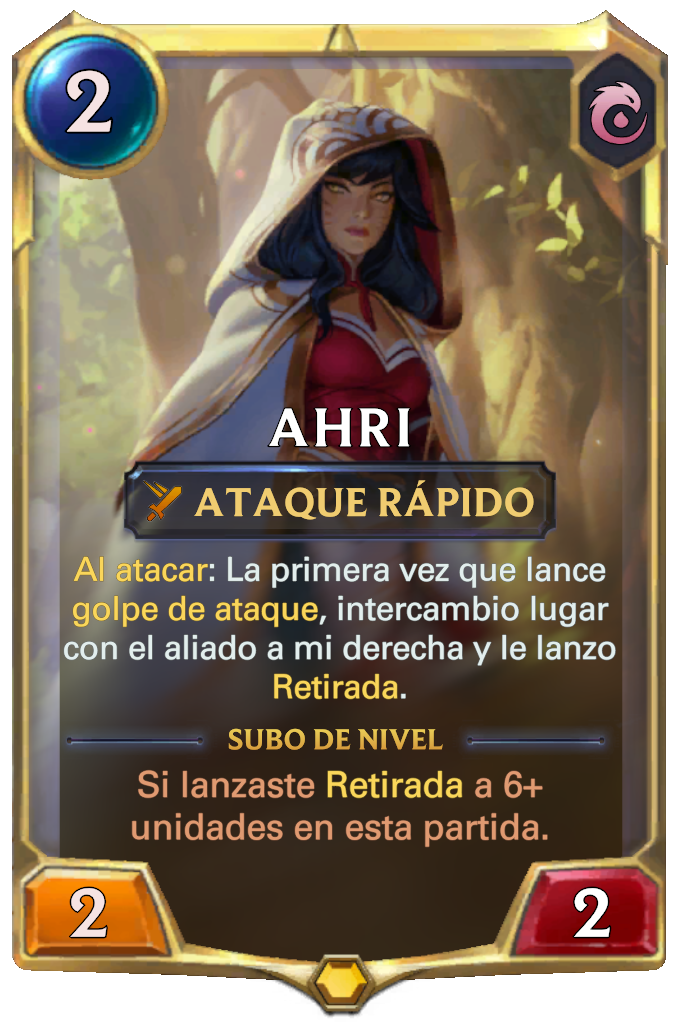 2
AHRI
ATAQUE RÁPIDO
Al atacar: La primera vez que lance
golpe de ataque, intercambio lugar
con el aliado a mi derecha y le lanzo
Retirada.
SUBO DE NIVEL
Si lanzaste Retirada a 6+
unidades en esta partida.
2
2